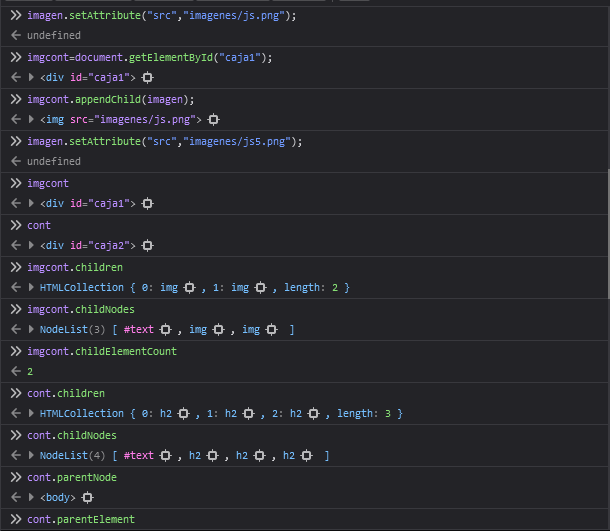 imagen.setAttribute("src","imagenes/js.png");
undefined
imgcont=document.getElementById("caja1");
<div id="caja1">
imgcont.appendChild(imagen);
<img src="imagenes/js.png">
imagen.setAttribute("src","imagenes/js5.png");
undefined
imgcont
<div id="caja1">
cont
<div id="caja2">
imgcont.children
HTMLCollection { 0: img , 1: img , length: 2 }
imgcont.childNodes
NodeList(3) [ #text , img , img ]
imgcont.childElementCount
2
cont.children
HTMLCollection { 0: h2 , 1: h2 , 2: h2 , length: 3 }
cont.childNodes
NodeList(4) [ #text , h2 , h2 , h2 ]
cont.parentNode
<body>
cont.parentElement